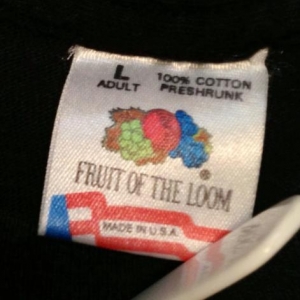 L 100% COTTON
ADULT PRESHRUNK
®
FRUIT OF THE LOOM
MADE IN U.S.A.